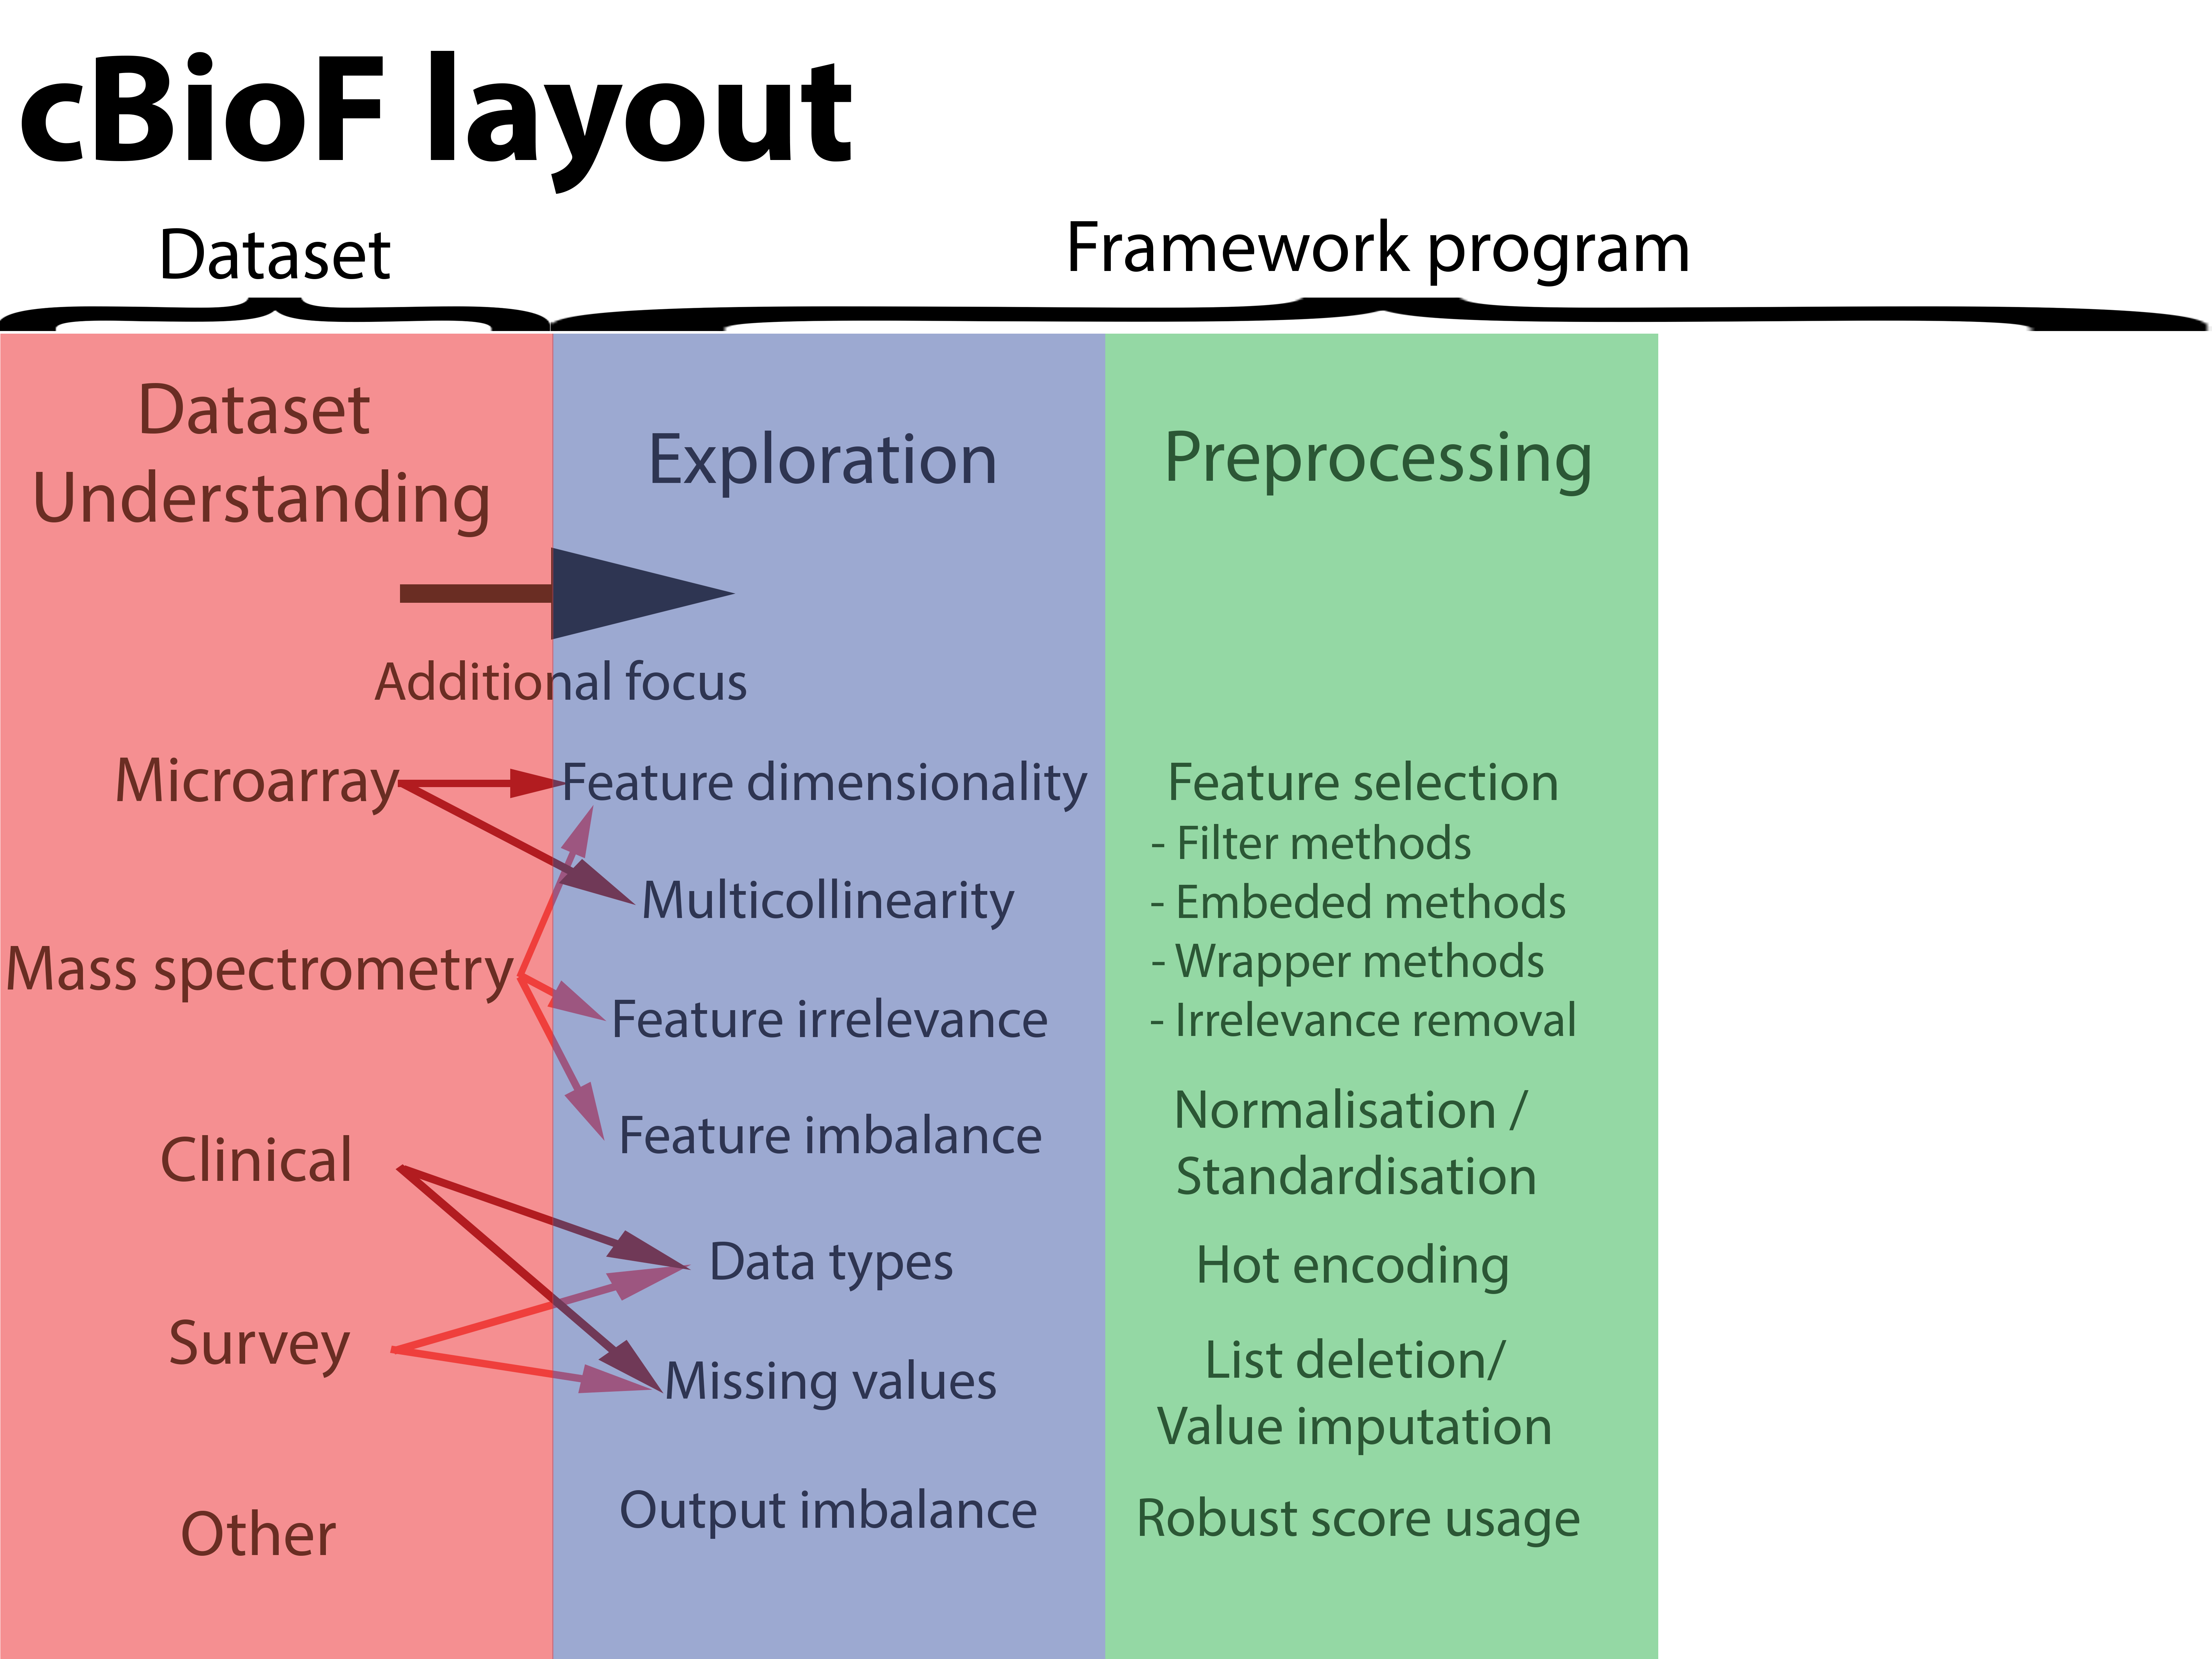 cBioF layout
Dataset
Framework program
Dataset
Understanding
Exploration
Preprocessing
Additional focus
Microarray
Mass spectrometry
Clinical
Survey
Other
Feature dimensionality
Multicollinearity
Feature irrelevance
Feature imbalance
Data types
Missing values
Output imbalance
Feature selection
- Filter methods
- Embeded methods
- Wrapper methods
- Irrelevance removal
Normalisation /
Standardisation
Hot encoding
List deletion/
Value imputation
Robust score usage